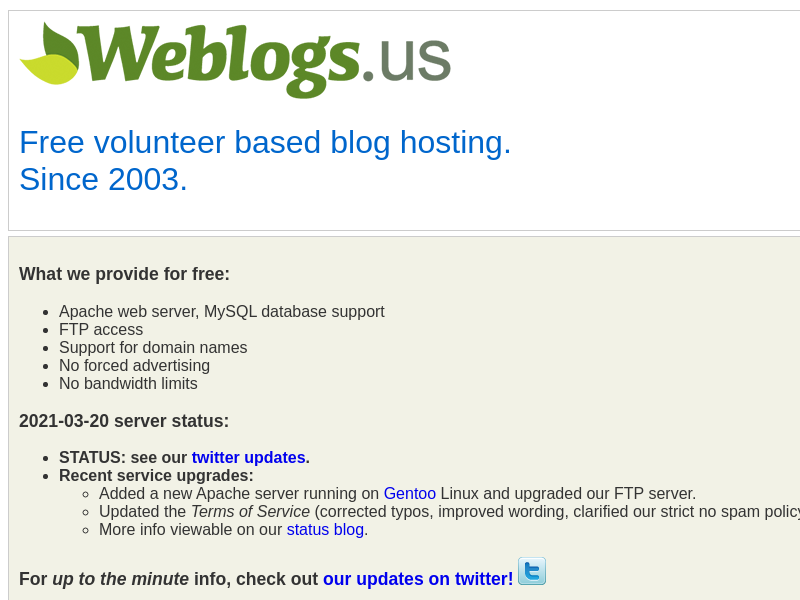 Weblogs.us
Free volunteer based blog hosting.
Since 2003.
What we provide for free:
Apache web server, MySQL database support
FTP access
Support for domain names
No forced advertising
No bandwidth limits
2021-03-20 server status:
STATUS: see our twitter updates.
Recent service upgrades:
Added a new Apache server running on Gentoo Linux and upgraded our FTP server.
Updated the Terms of Service (corrected typos, improved wording, clarified our strict no spam policy
More info viewable on our status blog.
For up to the minute info, check out our updates on twitter!